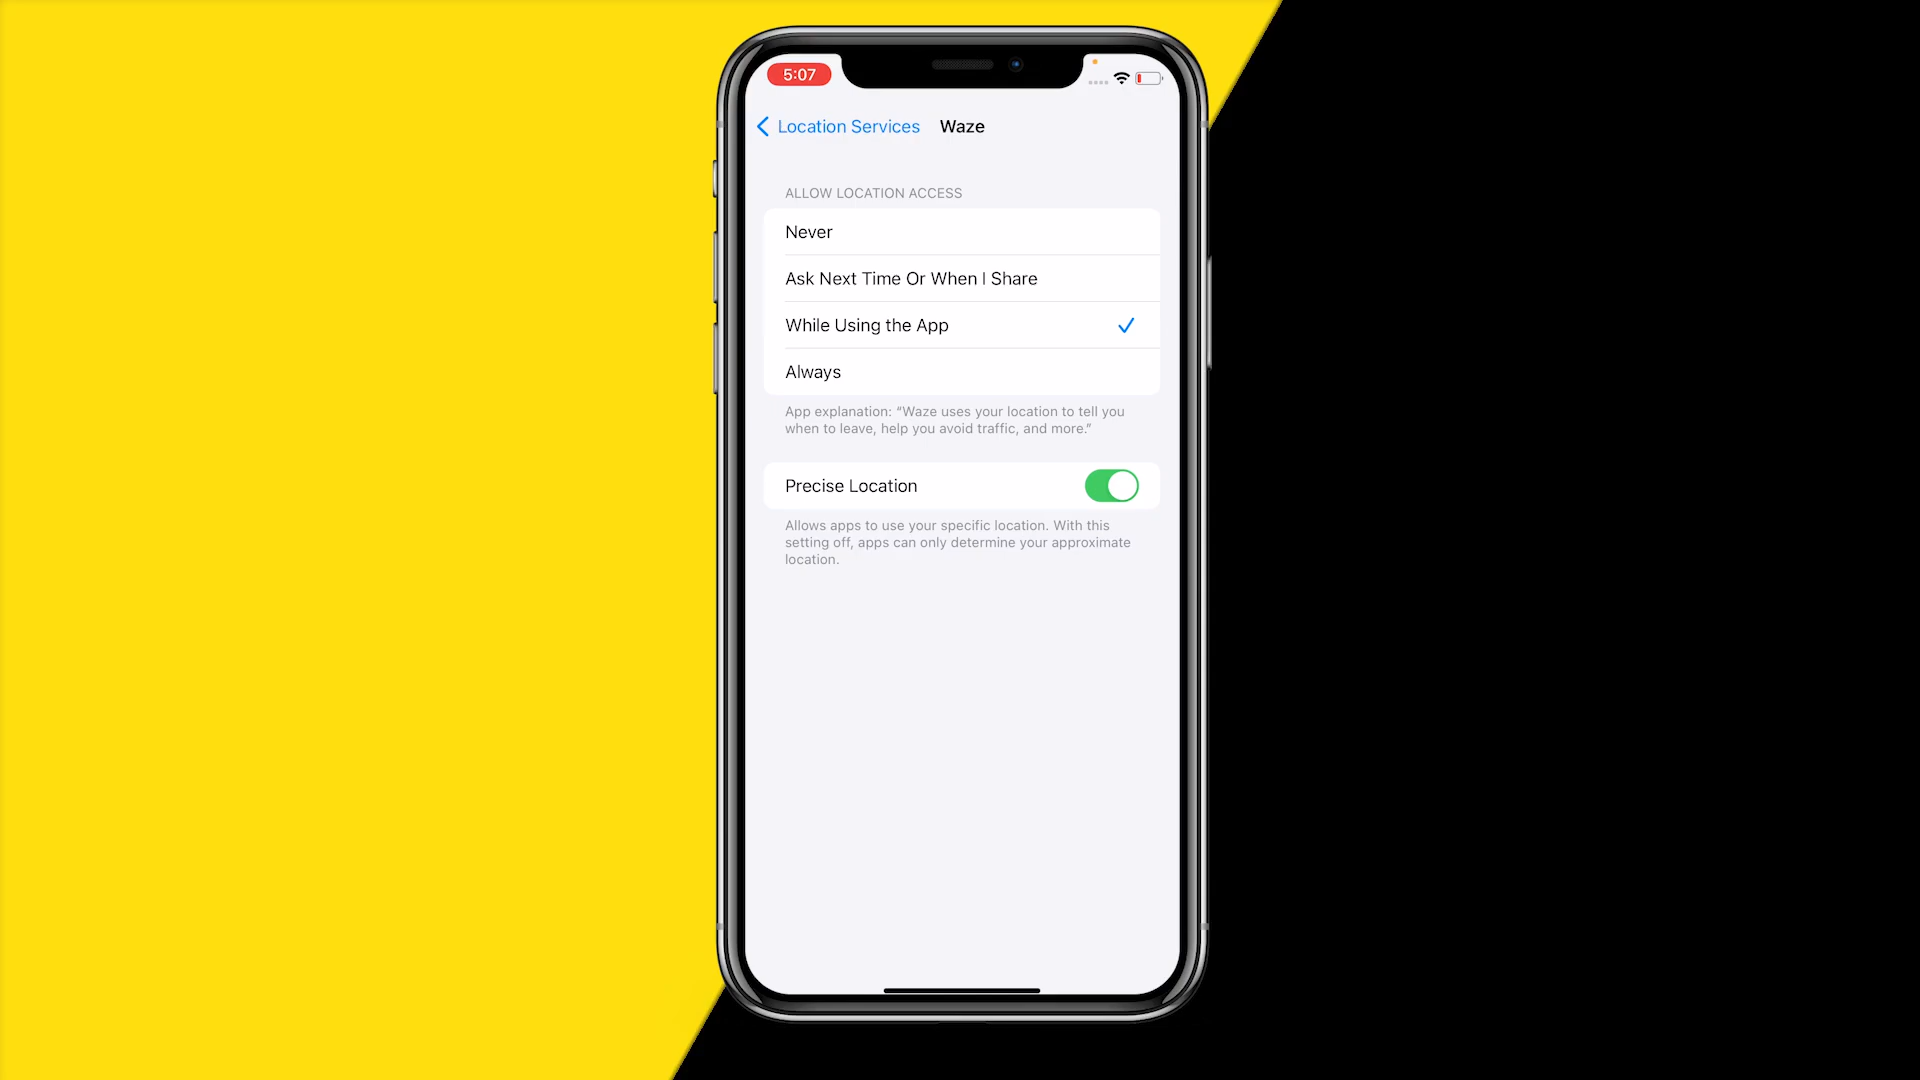 5:07
Location Services Waze
ALLOW LOCATION ACCESS
Never
Ask Next Time Or When I Share
While Using the App
Always
App explanation: “Waze uses your location to tell you
when to leave, help you avoid traffic, and more.”
Precise Location
Allows apps to use your specific location. With this
setting off, apps can only determine your approximate
location.